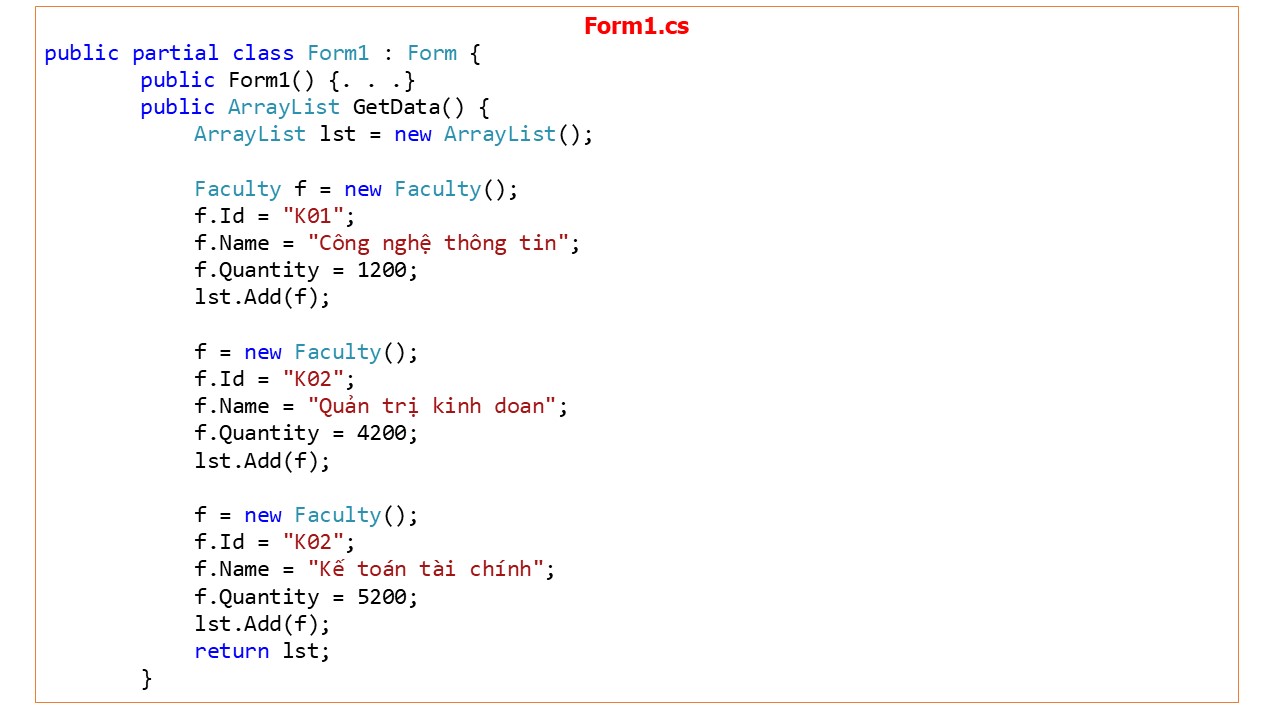 Form1.cs
public partial class Form1 : Form {
public Form1() {. . .}
public ArrayList GetData() {
ArrayList lst = new ArrayList();
Faculty f = new Faculty();
f.Id = "K01";
f.Name = "Công nghệ thông tin";
f.Quantity = 1200;
lst.Add(f);
f = new Faculty();
f.Id = "K02";
f.Name = "Quản trị kinh doan";
f.Quantity = 4200;
lst.Add(f);
f = new Faculty();
f.Id = "K02";
f.Name = "Kế toán tài chính";
f.Quantity = 5200;
lst.Add(f);
return lst;
}